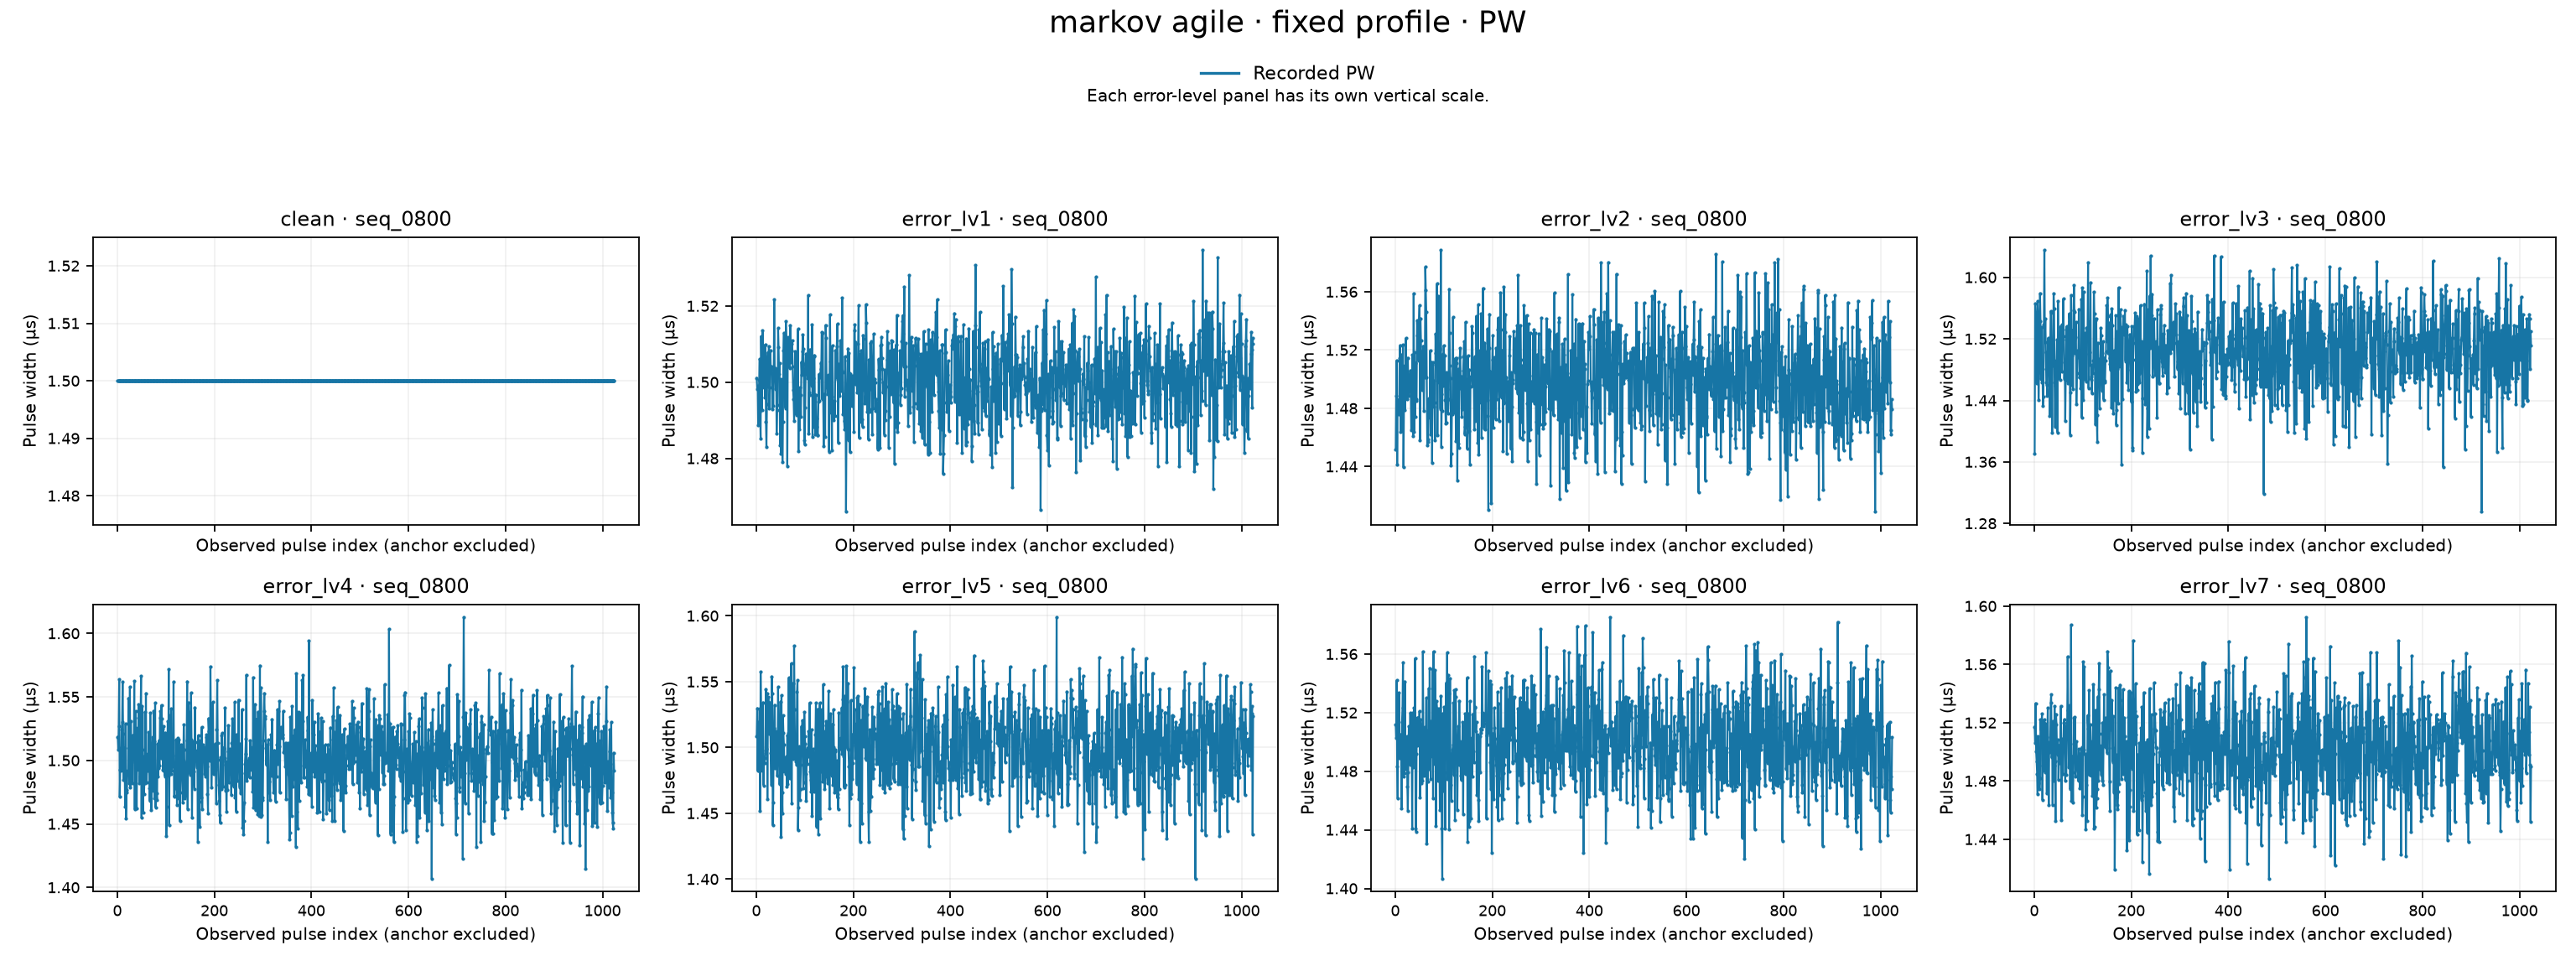 markov agile · fixed profile · PW
Recorded PW
Each error-level panel has its own vertical scale.
clean · seq_0800
1.52
1.51
1.50
1.49
1.48
Pulse width (µs)
Observed pulse index (anchor excluded)
error_lv1 · seq_0800
1.52
1.50
1.48
Pulse width (µs)
Observed pulse index (anchor excluded)
error_lv2 · seq_0800
1.56
1.52
1.48
1.44
Pulse width (µs)
Observed pulse index (anchor excluded)
error_lv3 · seq_0800
1.60
1.52
1.44
1.36
1.28
Pulse width (µs)
Observed pulse index (anchor excluded)
error_lv4 · seq_0800
1.60
1.55
1.50
1.45
1.40
Pulse width (µs)
0 200 400 600 800 1000
Observed pulse index (anchor excluded)
error_lv5 · seq_0800
1.60
1.55
1.50
1.45
1.40
Pulse width (µs)
0 200 400 600 800 1000
Observed pulse index (anchor excluded)
error_lv6 · seq_0800
1.56
1.52
1.48
1.44
1.40
Pulse width (µs)
0 200 400 600 800 1000
Observed pulse index (anchor excluded)
error_lv7 · seq_0800
1.60
1.56
1.52
1.48
1.44
Pulse width (µs)
0 200 400 600 800 1000
Observed pulse index (anchor excluded)